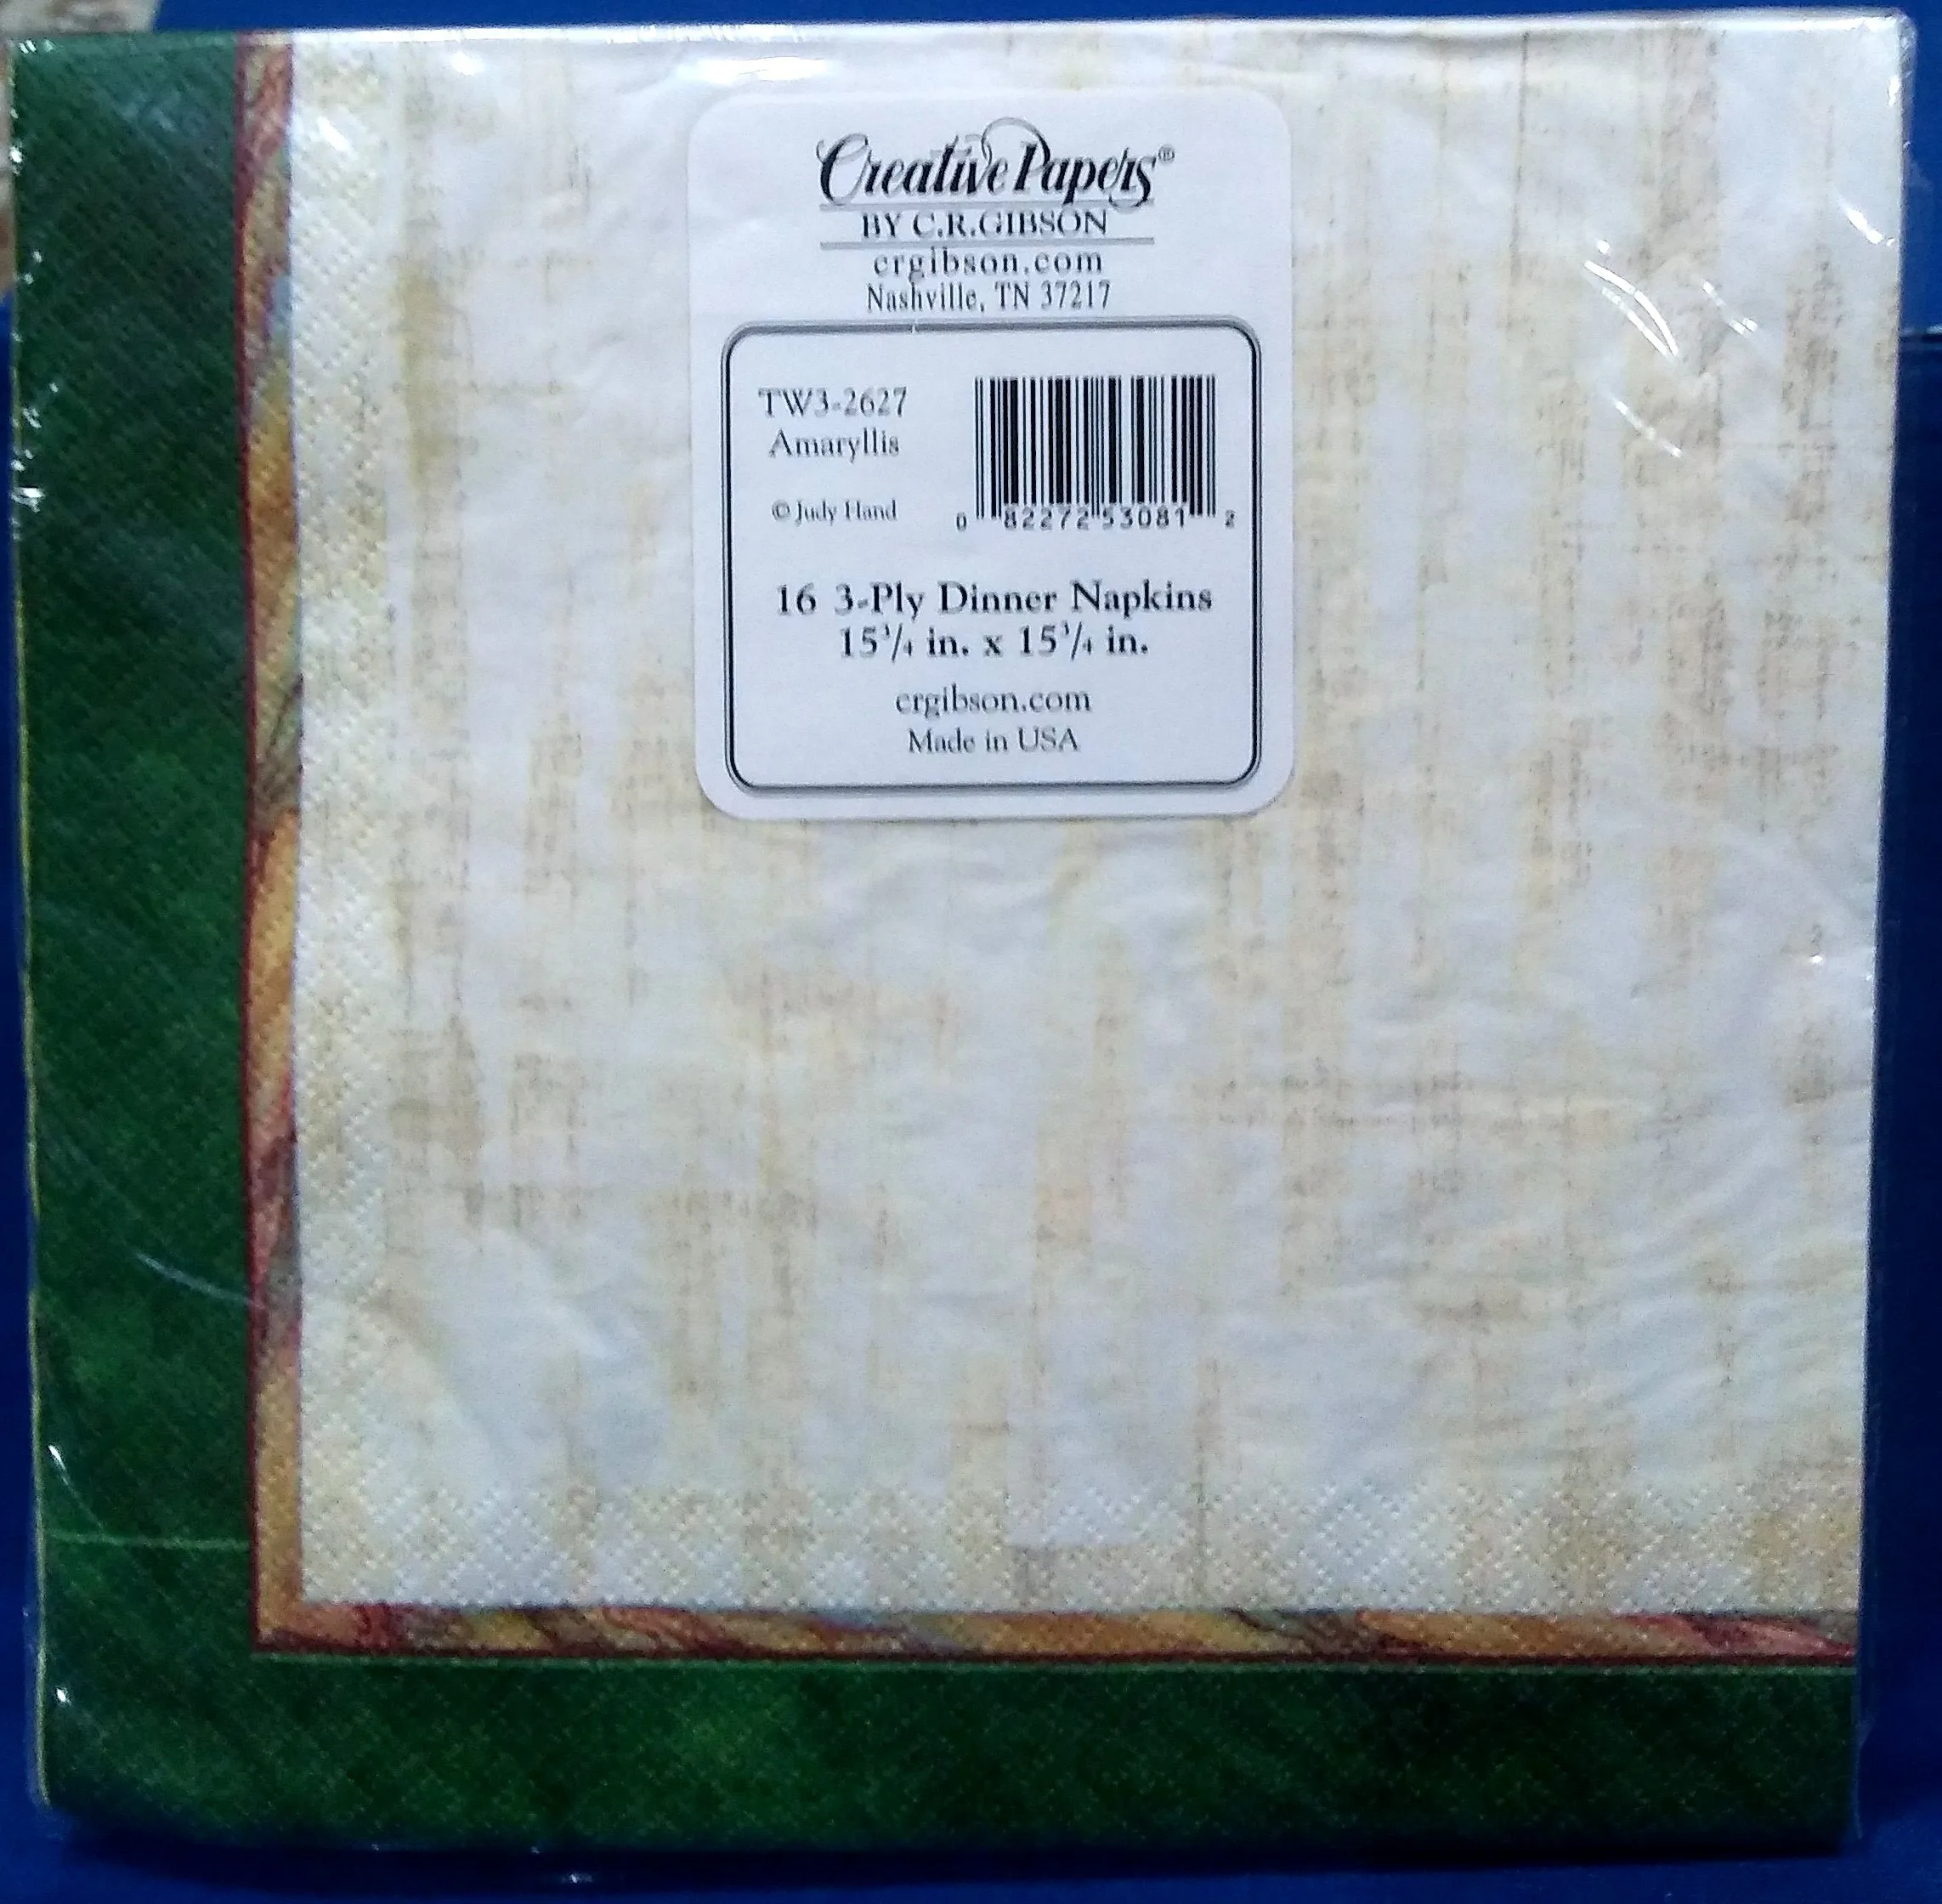 Creative Papers®
BY C.R.GIBSON
crgibson.com
Nashville, TN 37217
TW3-2627
Amaryllis
© Judy Hand
0 82272 53081 2
16 3-Ply Dinner Napkins
15¾ in. x 15¾ in.
crgibson.com
Made in USA